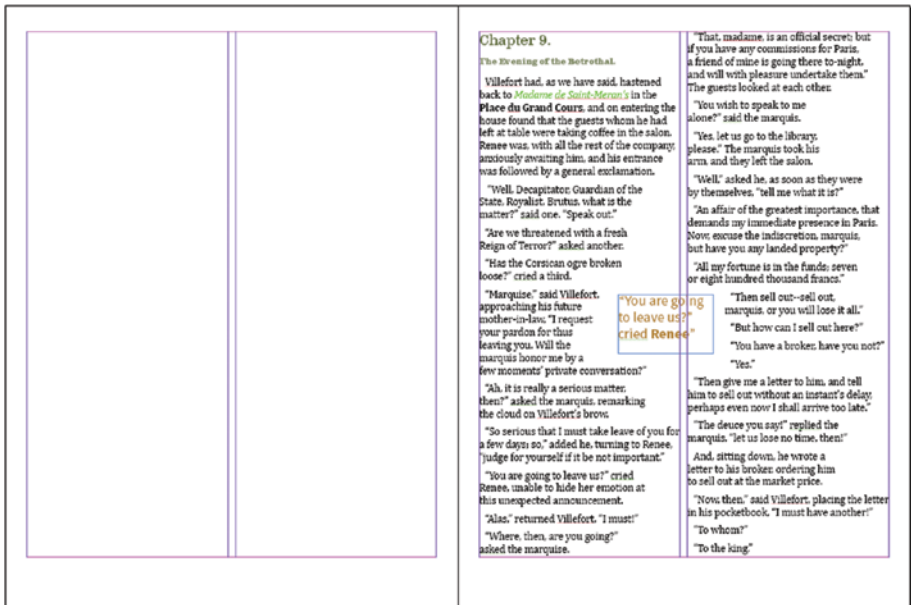 Chapter 9.
The Evening of the Betrothal.
Villefort had, as we have said, hastened
back to Madame de Saint-Meran's in the
Place du Grand Cours, and on entering the
house found that the guests whom he had
left at table were taking coffee in the salon.
Renee was, with all the rest of the company,
anxiously awaiting him, and his entrance
was followed by a general exclamation.
"Well, Decapitator, Guardian of the
State, Royalist, Brutus, what is the
matter?" said one. "Speak out."
"Are we threatened with a fresh
Reign of Terror?" asked another.
"Has the Corsican ogre broken
loose?" cried a third.
"Marquise," said Villefort,
approaching his future
mother-in-law, "I request
your pardon for thus
leaving you. Will the
marquis honor me by a
few moments' private conversation?"
"Ah, it is really a serious matter,
then?" asked the marquis, remarking
the cloud on Villefort's brow.
"So serious that I must take leave of you for
a few days; so," added he, turning to Renee,
"judge for yourself if it be not important."
"You are going to leave us?" cried
Renee, unable to hide her emotion at
this unexpected announcement.
"Alas," returned Villefort, "I must!"
"Where, then, are you going?"
asked the marquise.
"You are going
to leave us?"
cried Renee"
"That, madame, is an official secret; but
if you have any commissions for Paris,
a friend of mine is going there to-night,
and will with pleasure undertake them."
The guests looked at each other.
"You wish to speak to me
alone?" said the marquis.
"Yes, let us go to the library,
please." The marquis took his
arm, and they left the salon.
"Well," asked he, as soon as they were
by themselves, "tell me what it is?"
"An affair of the greatest importance, that
demands my immediate presence in Paris.
Now, excuse the indiscretion, marquis,
but have you any landed property?"
"All my fortune is in the funds; seven
or eight hundred thousand francs."
"Then sell out--sell out,
marquis, or you will lose it all."
"But how can I sell out here?"
"You have a broker, have you not?"
"Yes."
"Then give me a letter to him, and tell
him to sell out without an instant's delay,
perhaps even now I shall arrive too late."
"The deuce you say!" replied the
marquis, "let us lose no time, then!"
And, sitting down, he wrote a
letter to his broker, ordering him
to sell out at the market price.
"Now, then," said Villefort, placing the letter
in his pocketbook, "I must have another!"
"To whom?"
"To the king."